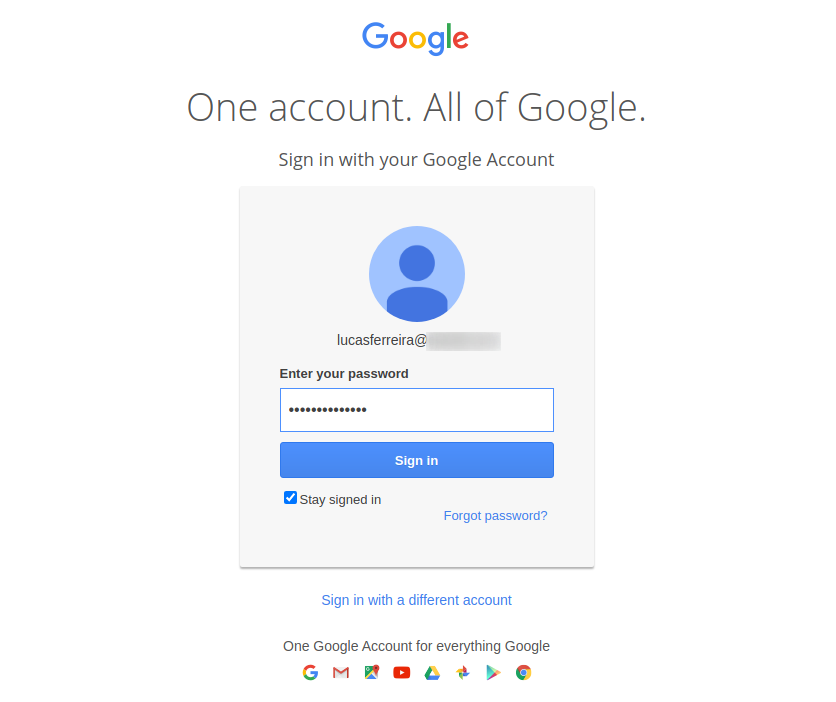 Google
One account. All of Google.
Sign in with your Google Account
lucasferreira@
Enter your password
••••••••••••••
Sign in
Stay signed in
Forgot password?
Sign in with a different account
One Google Account for everything Google